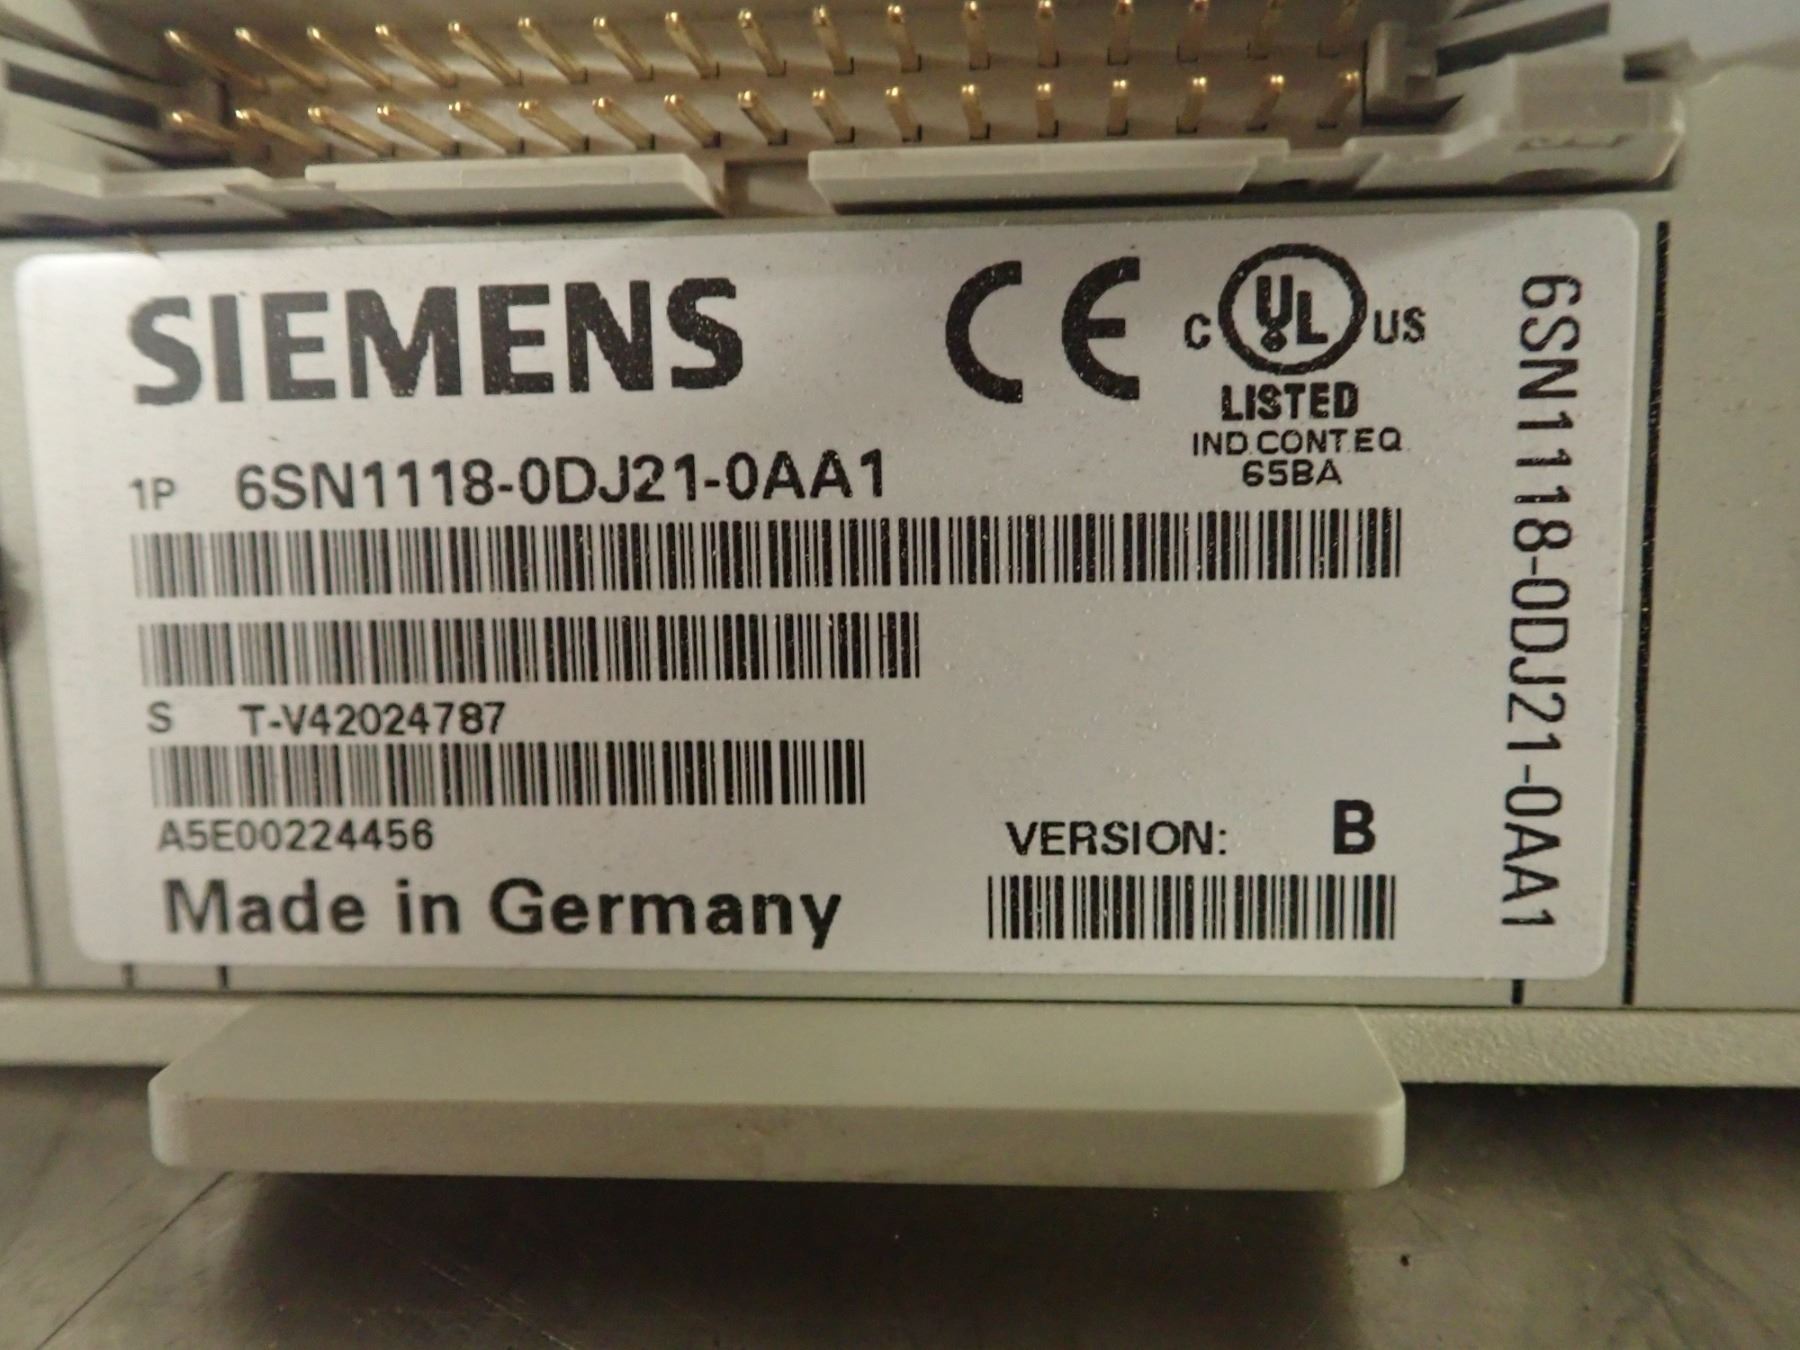 SIEMENS
CE
C UL US
LISTED
IND.CONT.EQ
65BA
1P 6SN1118-0DJ21-0AA1
S T-V42024787
A5E00224456
VERSION: B
Made in Germany
6SN1118-0DJ21-0AA1